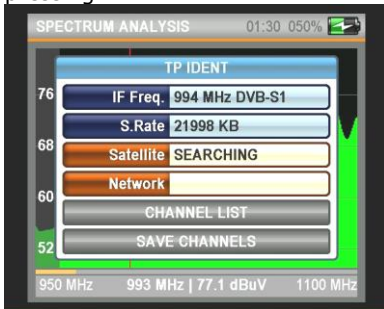 SPECTRUM ANALYSIS 01:30 050%
TP IDENT
76
IF Freq. 994 MHz DVB-S1
S.Rate 21998 KB
68
Satellite SEARCHING
Network
60
CHANNEL LIST
52
SAVE CHANNELS
950 MHz 993 MHz | 77.1 dBuV 1100 MHz